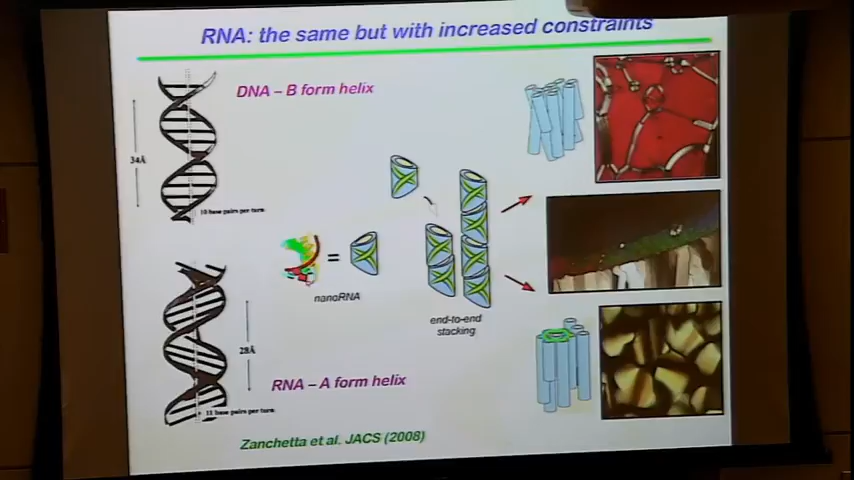 RNA: the same but with increased constraints
DNA – B form helix
34Å
10 base pairs per turn
=
nanoRNA
end-to-end
stacking
28Å
RNA – A form helix
11 base pairs per turn
Zanchetta et al. JACS (2008)